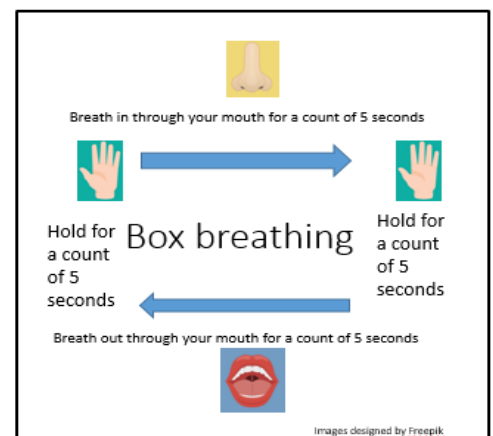 Breath in through your mouth for a count of 5 seconds
Hold for
a count
of 5
seconds
Box breathing
Hold for
a count
of 5
seconds
Breath out through your mouth for a count of 5 seconds
Images designed by Freepik